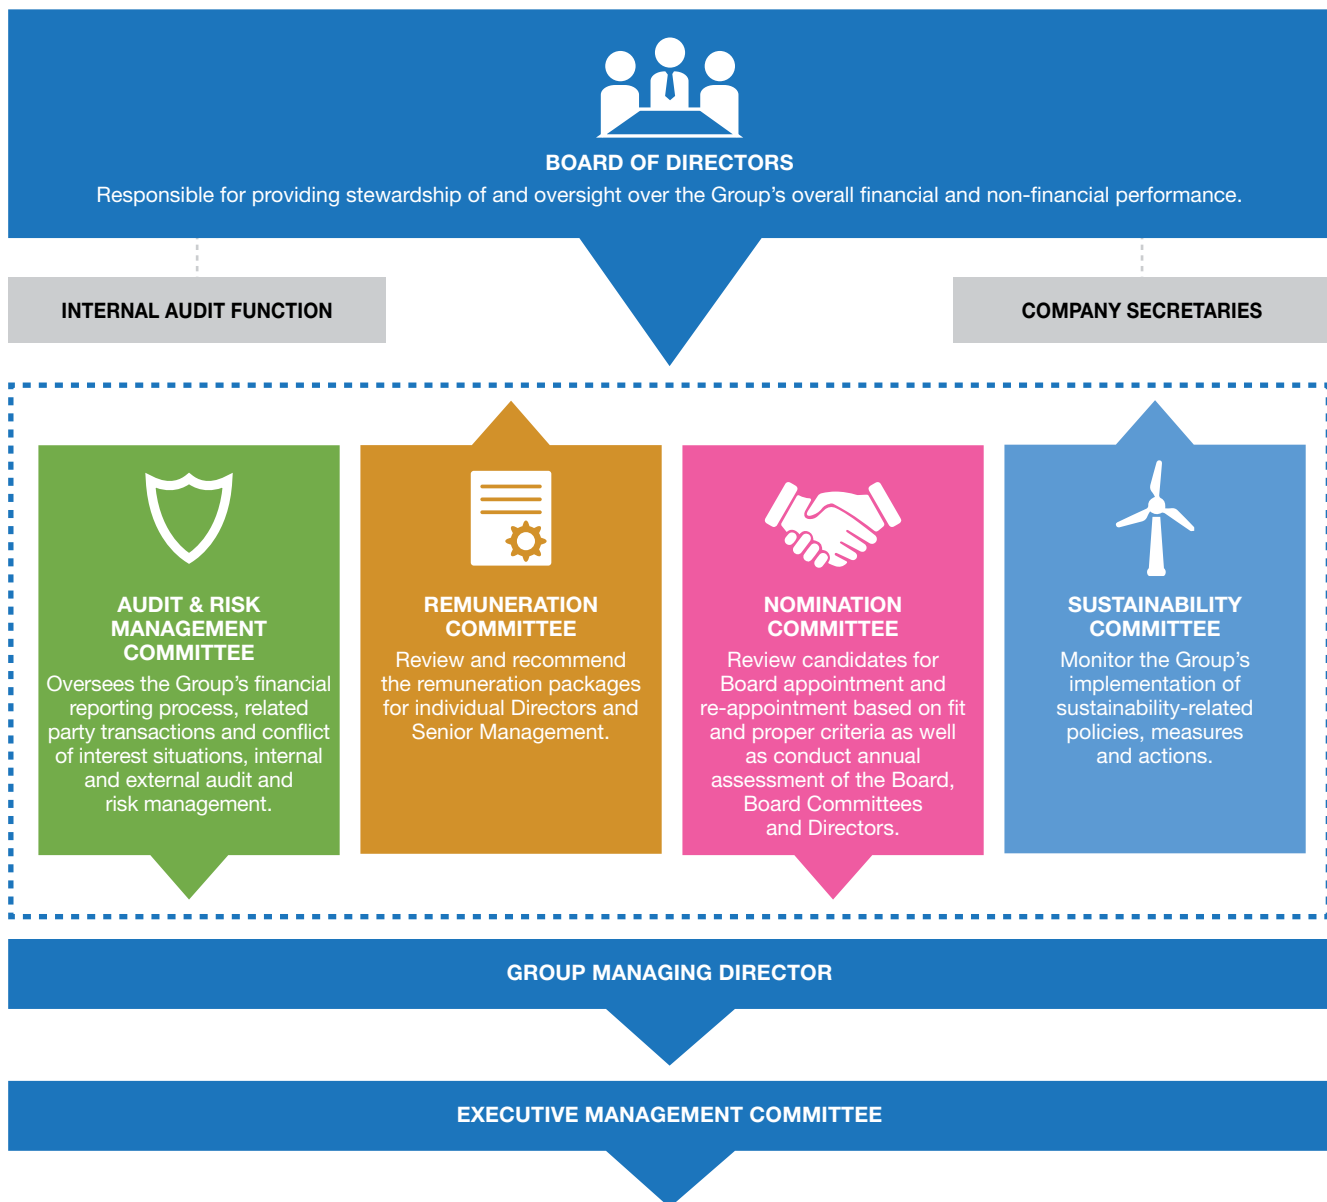 BOARD OF DIRECTORS
Responsible for providing stewardship of and oversight over the Group’s overall financial and non-financial performance.
INTERNAL AUDIT FUNCTION
COMPANY SECRETARIES
AUDIT & RISK
MANAGEMENT
COMMITTEE
Oversees the Group’s financial
reporting process, related
party transactions and conflict
of interest situations, internal
and external audit and
risk management.
REMUNERATION
COMMITTEE
Review and recommend
the remuneration packages
for individual Directors and
Senior Management.
NOMINATION
COMMITTEE
Review candidates for
Board appointment and
re-appointment based on fit
and proper criteria as well
as conduct annual
assessment of the Board,
Board Committees
and Directors.
SUSTAINABILITY
COMMITTEE
Monitor the Group’s
implementation of
sustainability-related
policies, measures
and actions.
GROUP MANAGING DIRECTOR
EXECUTIVE MANAGEMENT COMMITTEE